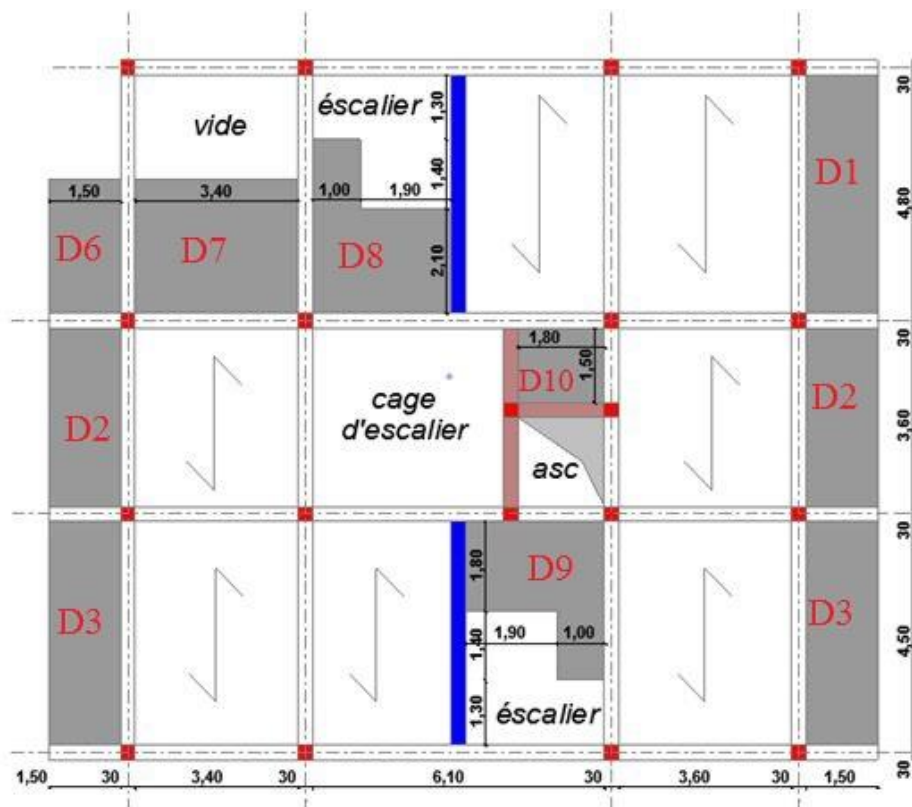 éscalier
1,30
30
vide
1,40
D1
4,80
1,50
3,40
1,00
1,90
D6
D7
D8
2,10
30
1,80
1,50
D10
cage
d'escalier
D2
D2
3,60
asc
30
1,80
D9
D3
D3
1,90
1,00
1,40
4,50
1,30
éscalier
30
1,50
30
3,40
30
6,10
30
3,60
30
1,50